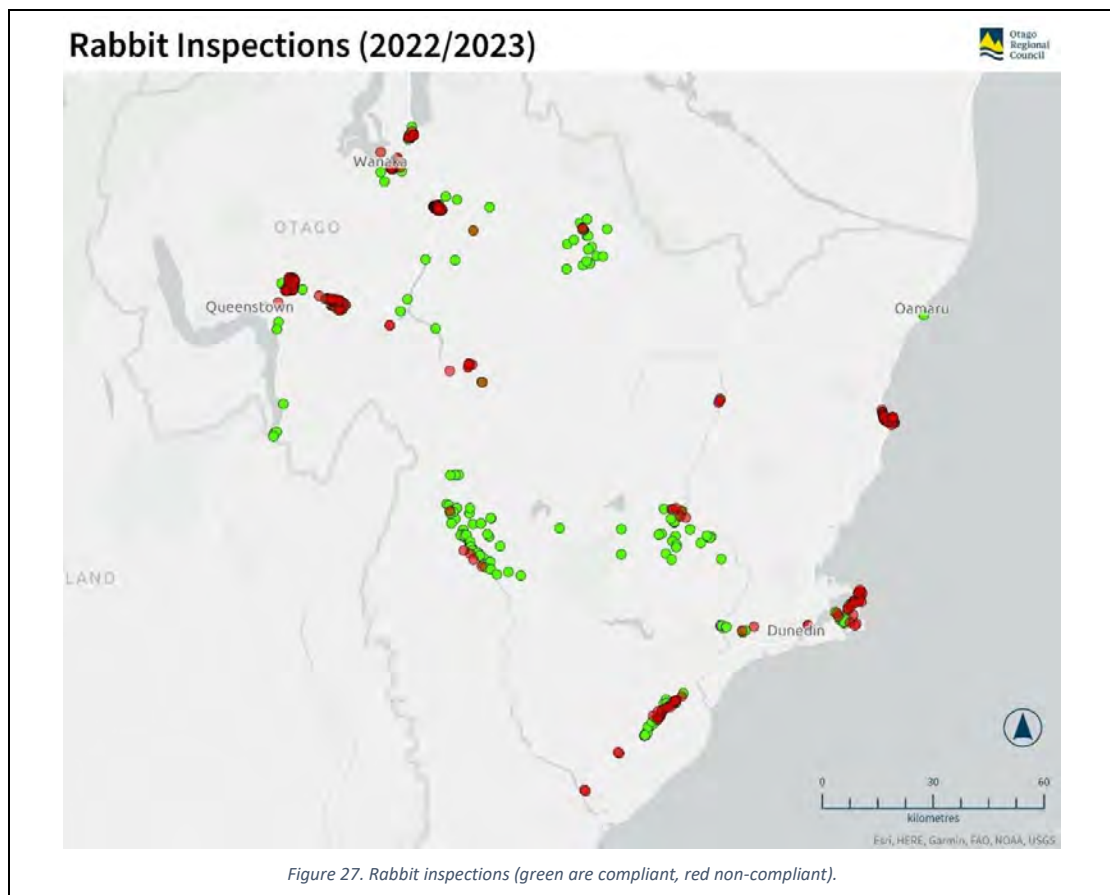 Rabbit Inspections (2022/2023)
Otago
Regional
Council
Wanaka
OTAGO
Queenstown
Oamaru
LAND
Dunedin
0 30 60
kilometres
Esri, HERE, Garmin, FAO, NOAA, USGS
Figure 27. Rabbit inspections (green are compliant, red non-compliant).